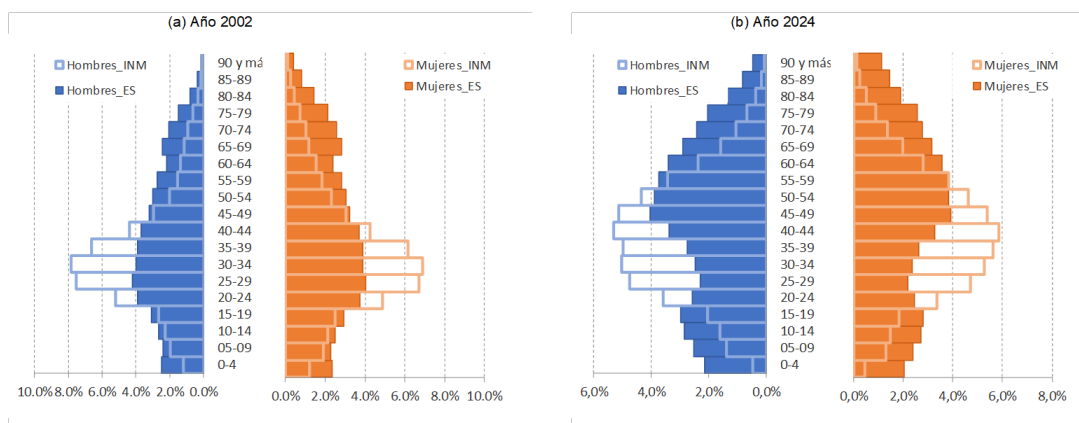 (a) Año 2002
Hombres_INM
Hombres_ES
90 y má
85-89
80-84
75-79
70-74
65-69
60-64
55-59
50-54
45-49
40-44
35-39
30-34
25-29
20-24
15-19
10-14
05-09
0-4
10.0% 8.0% 6.0% 4.0% 2.0% 0.0%
Mujeres_INM
Mujeres_ES
0.0% 2.0% 4.0% 6.0% 8.0% 10.0%
(b) Año 2024
Hombres_INM
Hombres_ES
90 y más
85-89
80-84
75-79
70-74
65-69
60-64
55-59
50-54
45-49
40-44
35-39
30-34
25-29
20-24
15-19
10-14
05-09
0-4
6,0% 4,0% 2,0% 0,0%
Mujeres_INM
Mujeres_ES
0,0% 2,0% 4,0% 6,0% 8,0%